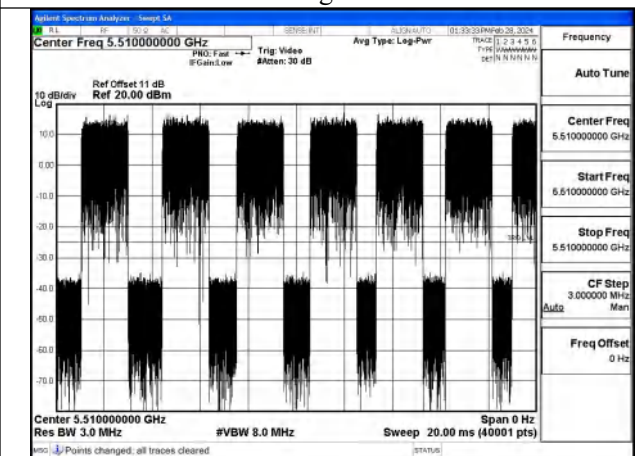 Agilent Spectrum Analyzer - Swept SA
RL RF 50 Ω AC SENSE:INT ALIGN AUTO 01:33:33 PM Feb 28, 2024
Center Freq 5.510000000 GHz
PNO: Fast
IFGain:Low
Trig: Video
#Atten: 30 dB
Avg Type: Log-Pwr
TRACE 1 2 3 4 5 6
TYPE
DET N N N N N N
Frequency
Auto Tune
Ref Offset 11 dB
10 dB/div Ref 20.00 dBm
Log
10.0
0.00
-10.0
-20.0
-30.0
-40.0
-50.0
-60.0
-70.0
Center Freq
5.510000000 GHz
Start Freq
5.510000000 GHz
Stop Freq
5.510000000 GHz
CF Step
3.000000 MHz
Auto Man
Freq Offset
0 Hz
Center 5.510000000 GHz Span 0 Hz
Res BW 3.0 MHz #VBW 8.0 MHz Sweep 20.00 ms (40001 pts)
MSG Points changed; all traces cleared STATUS